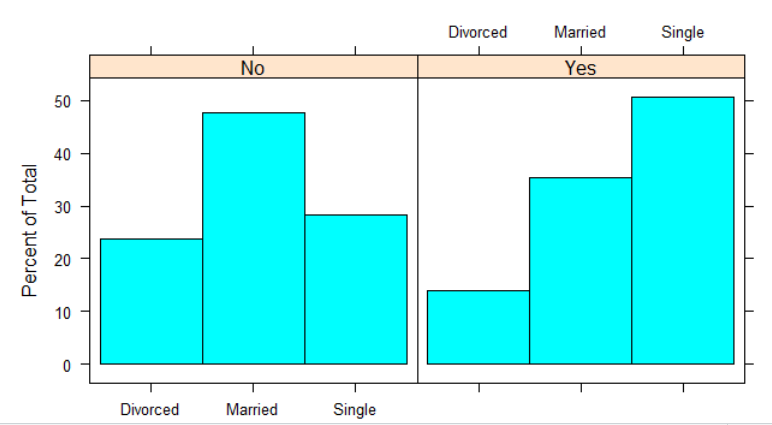 Divorced Married Single
No Yes
50
40
30
20
10
0
Percent of Total
Divorced Married Single